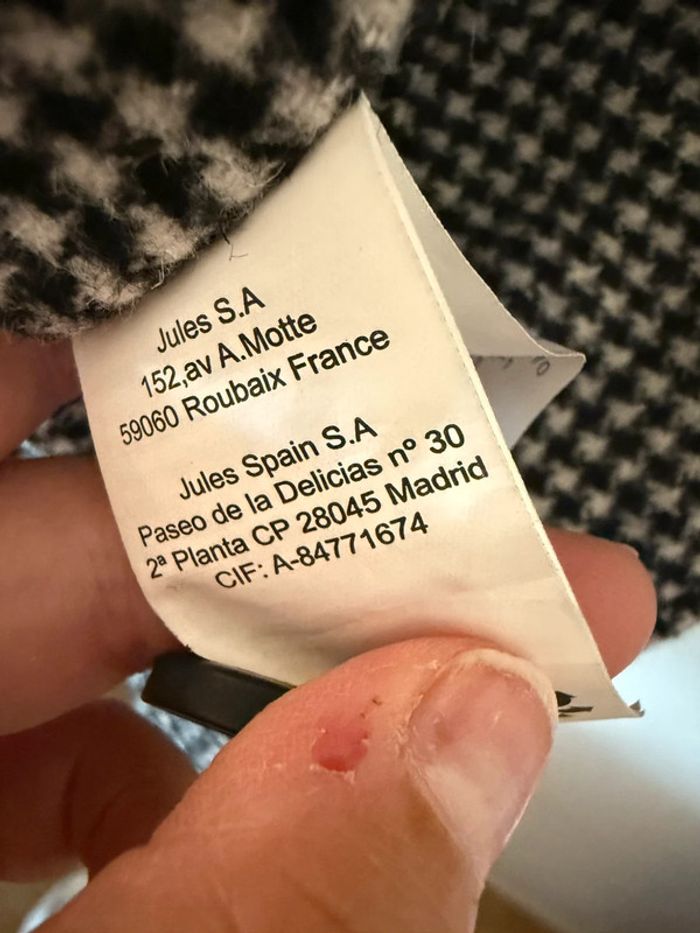 Jules S.A
152,av A.Motte
59060 Roubaix France
Jules Spain S.A
Paseo de la Delicias nº 30
2ª Planta CP 28045 Madrid
CIF: A-84771674